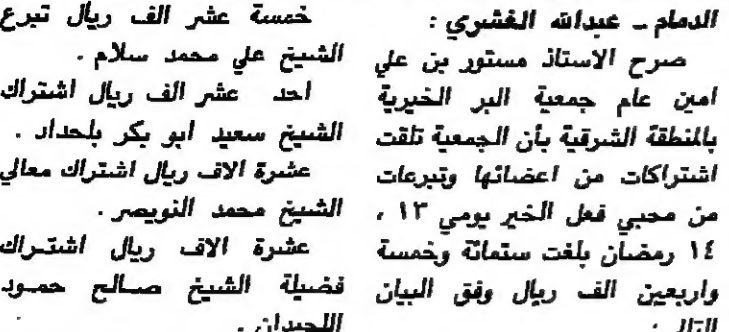 الدمام ـ عبدالله الغشري :
صرح الاستاذ مستور بن علي
امين عام جمعية البر الخيرية
بالمنطقة الشرقية بأن الجمعية تلقت
اشتراكات من اعضائها وتبرعات
من محبي فعل الخير يومي ١٣ ،
١٤ رمضان بلغت ستمائة وخمسة
واربعين الف ريال وفق البيان
التالي
خمسة عشر الف ريال تبرع
الشيخ علي محمد سلام .
احد عشر الف ريال اشتراك
الشيخ سعيد ابو بكر بلحداد .
عشرة الاف ريال اشتراك معالي
الشيخ محمد النويصر .
عشرة الاف ريال اشتراك
فضيلة الشيخ صالح حمود
اللحيدان .